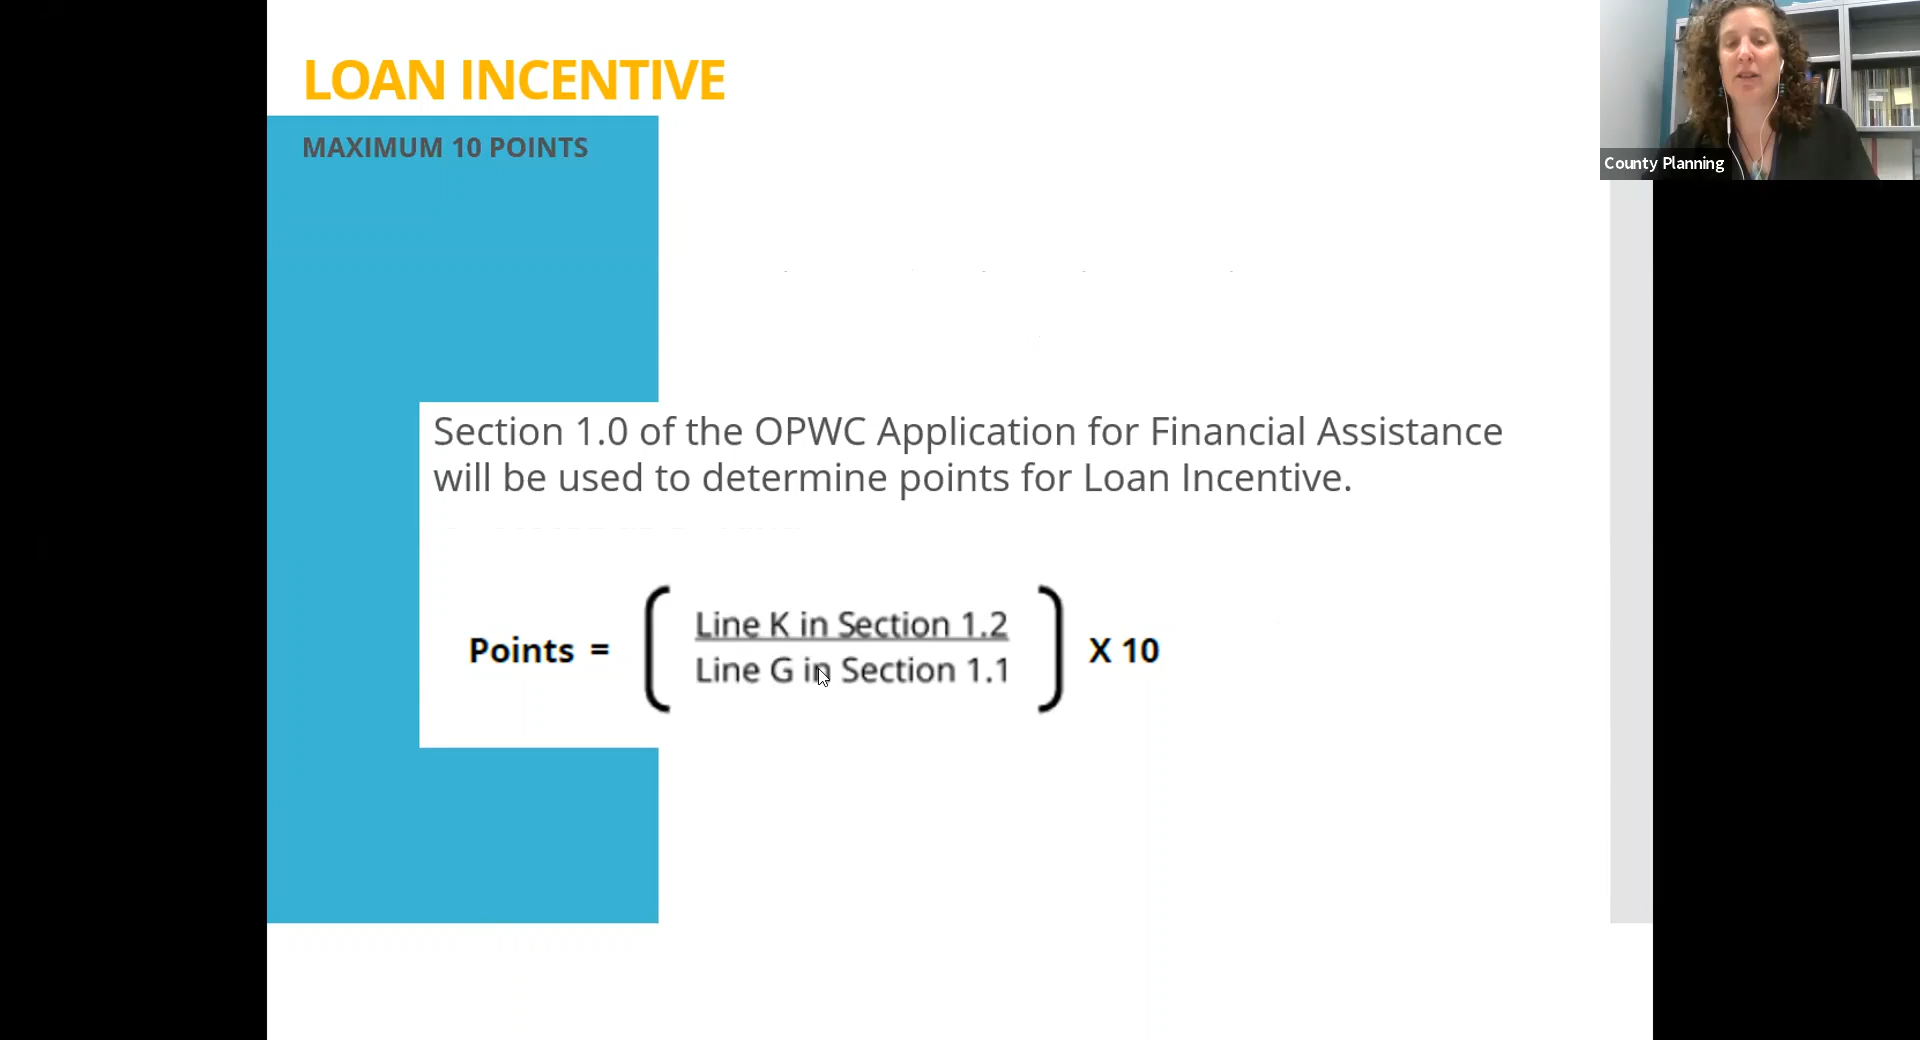 LOAN INCENTIVE
MAXIMUM 10 POINTS
County Planning
Section 1.0 of the OPWC Application for Financial Assistance
will be used to determine points for Loan Incentive.
Points = ( Line K in Section 1.2
Line G in Section 1.1 ) X 10